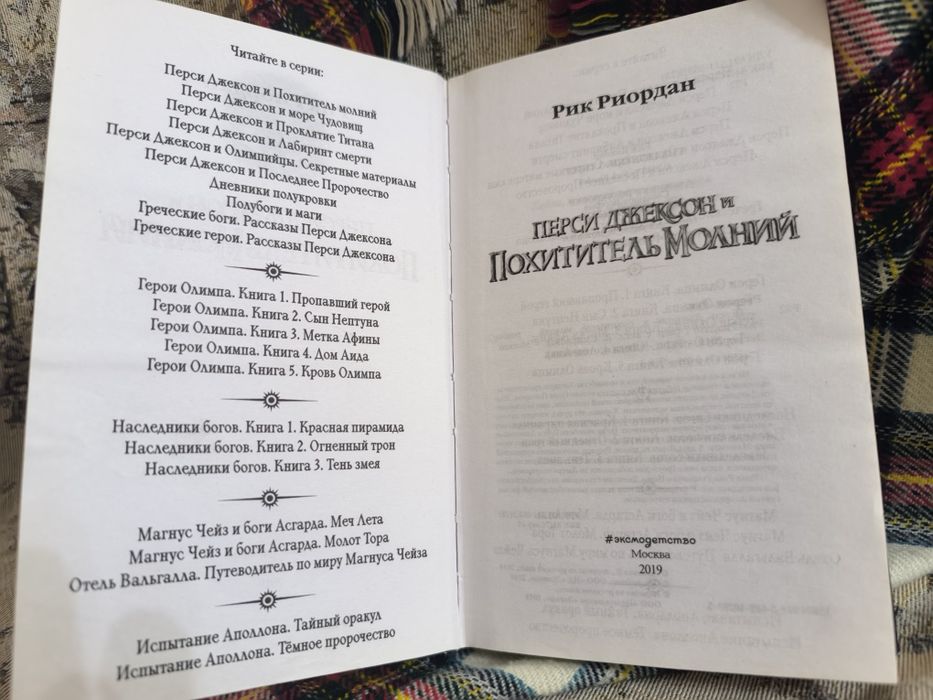 Читайте в серии:
Перси Джексон и Похититель молний
Перси Джексон и море Чудовищ
Перси Джексон и Проклятие Титана
Перси Джексон и Лабиринт смерти
Перси Джексон и Олимпийцы. Секретные материалы
Перси Джексон и Последнее Пророчество
Дневники полукровки
Полубоги и маги
Греческие боги. Рассказы Перси Джексона
Греческие герои. Рассказы Перси Джексона
Герои Олимпа. Книга 1. Пропавший герой
Герои Олимпа. Книга 2. Сын Нептуна
Герои Олимпа. Книга 3. Метка Афины
Герои Олимпа. Книга 4. Дом Аида
Герои Олимпа. Книга 5. Кровь Олимпа
Наследники богов. Книга 1. Красная пирамида
Наследники богов. Книга 2. Огненный трон
Наследники богов. Книга 3. Тень змея
Магнус Чейз и боги Асгарда. Меч Лета
Магнус Чейз и боги Асгарда. Молот Тора
Отель Вальгалла. Путеводитель по миру Магнуса Чейза
Испытание Аполлона. Тайный оракул
Испытание Аполлона. Тёмное пророчество
Рик Риордан
ПЕРСИ ДЖЕКСОН И
ПОХИТИТЕЛЬ МОЛНИЙ
#эксмодетство
Москва
2019